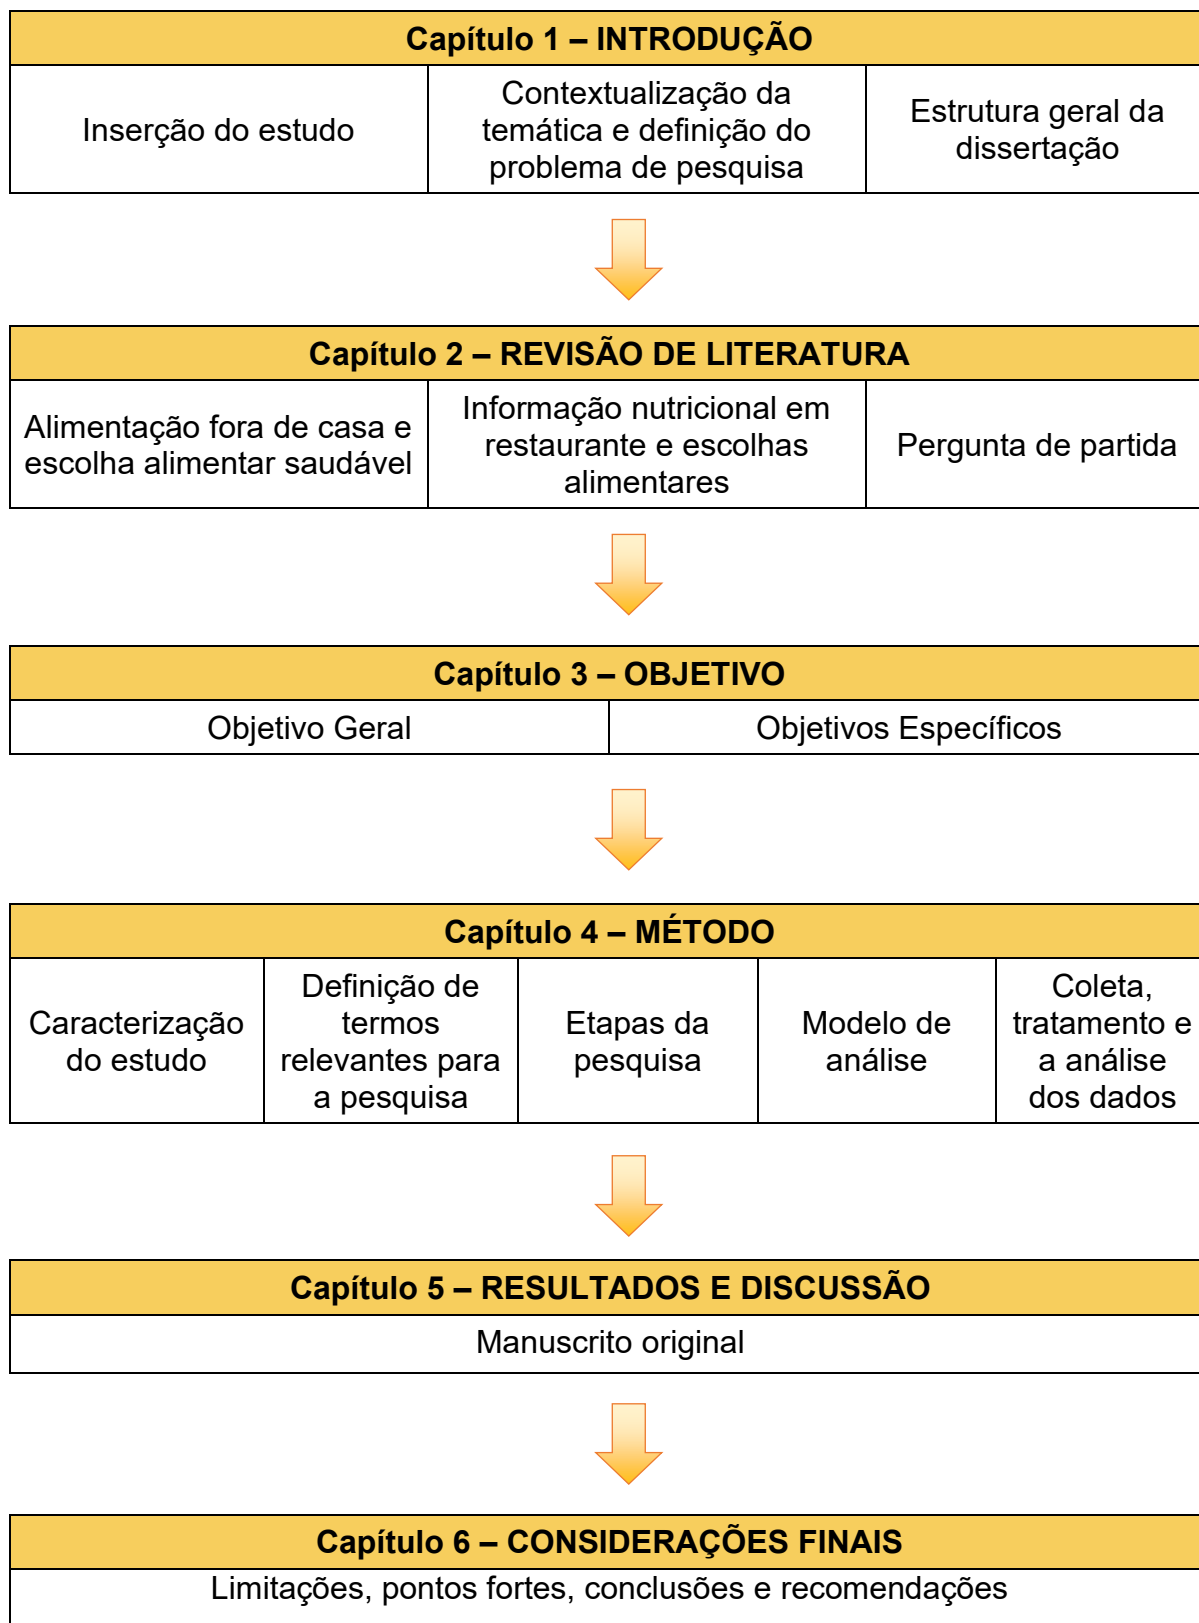 Capítulo 1 – INTRODUÇÃO
Inserção do estudo
Contextualização da
temática e definição do
problema de pesquisa
Estrutura geral da
dissertação
Capítulo 2 – REVISÃO DE LITERATURA
Alimentação fora de casa e
escolha alimentar saudável
Informação nutricional em
restaurante e escolhas
alimentares
Pergunta de partida
Capítulo 3 – OBJETIVO
Objetivo Geral
Objetivos Específicos
Capítulo 4 – MÉTODO
Caracterização
do estudo
Definição de
termos
relevantes para
a pesquisa
Etapas da
pesquisa
Modelo de
análise
Coleta,
tratamento e
a análise
dos dados
Capítulo 5 – RESULTADOS E DISCUSSÃO
Manuscrito original
Capítulo 6 – CONSIDERAÇÕES FINAIS
Limitações, pontos fortes, conclusões e recomendações